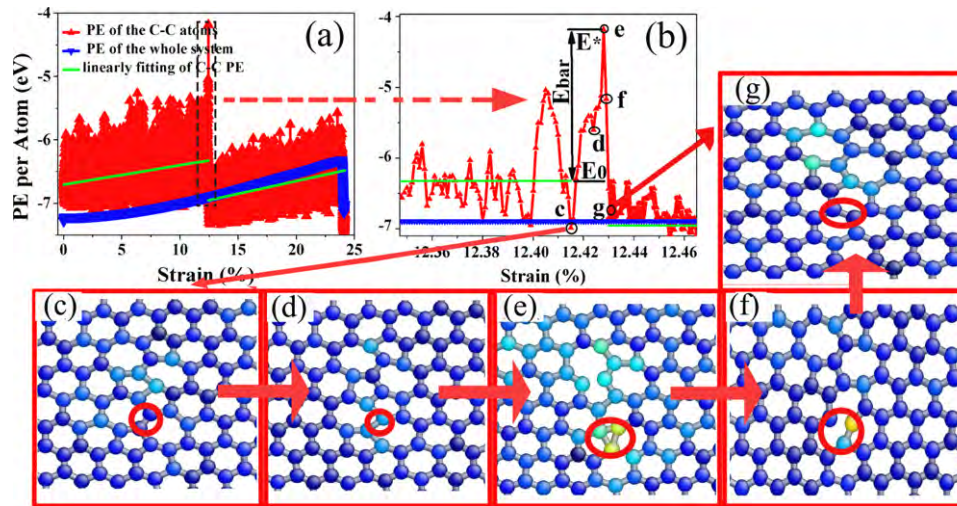 PE of the C-C atoms
PE of the whole system
linearly fitting of C-C PE
(a)
-4
-5
-6
-7
PE per Atom (eV)
0 5 10 15 20 25
Strain (%)
(b)
-4
-5
-6
-7
E*
e
Ebar
f
d
E0
c
g
12.36 12.38 12.40 12.42 12.44 12.46
Strain (%)
(g)
(c)
(d)
(e)
(f)